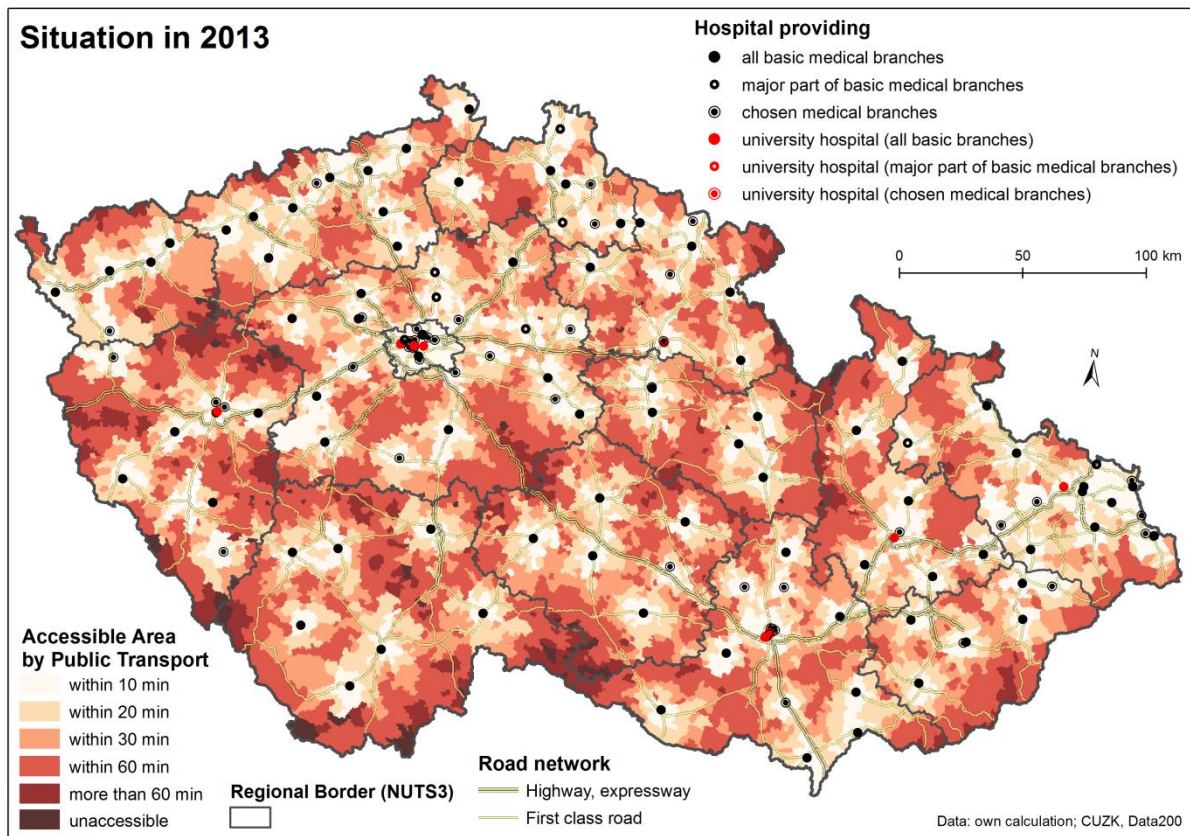 Situation in 2013
Hospital providing
all basic medical branches
major part of basic medical branches
chosen medical branches
university hospital (all basic branches)
university hospital (major part of basic medical branches)
university hospital (chosen medical branches)
0 50 100 km
N
Accessible Area
by Public Transport
within 10 min
within 20 min
within 30 min
within 60 min
more than 60 min
unaccessible
Regional Border (NUTS3)
Road network
Highway, expressway
First class road
Data: own calculation; CUZK, Data200